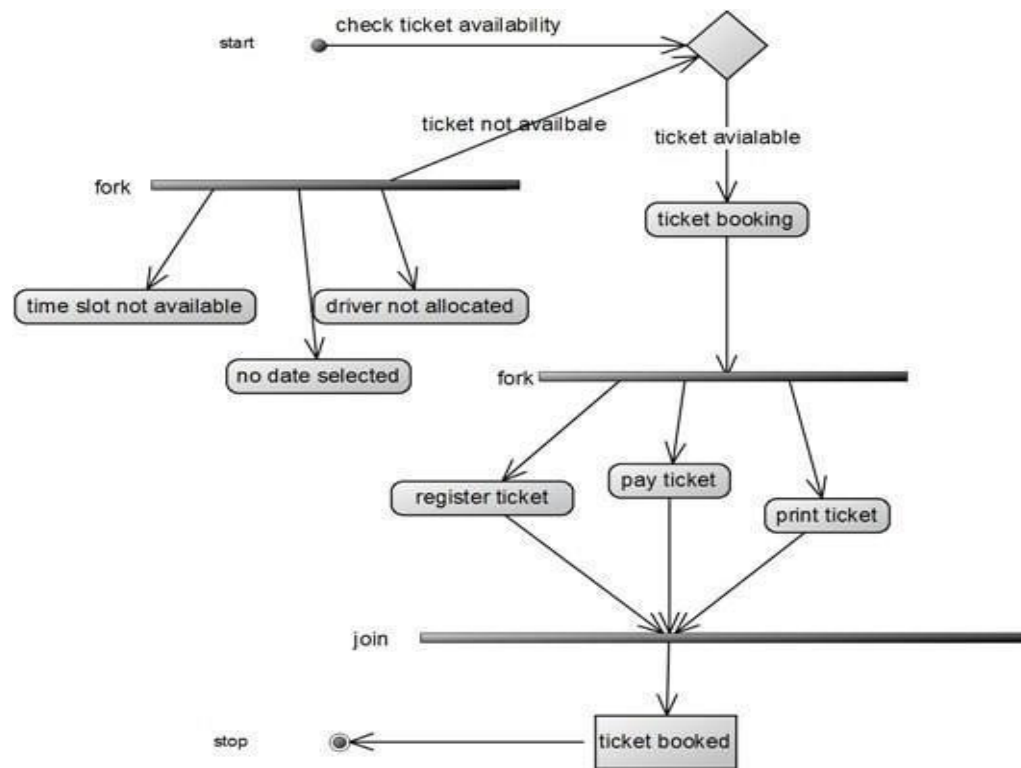 check ticket availability
start
ticket not availbale
ticket avialable
fork
ticket booking
time slot not available
driver not allocated
no date selected
fork
register ticket
pay ticket
print ticket
join
stop
ticket booked